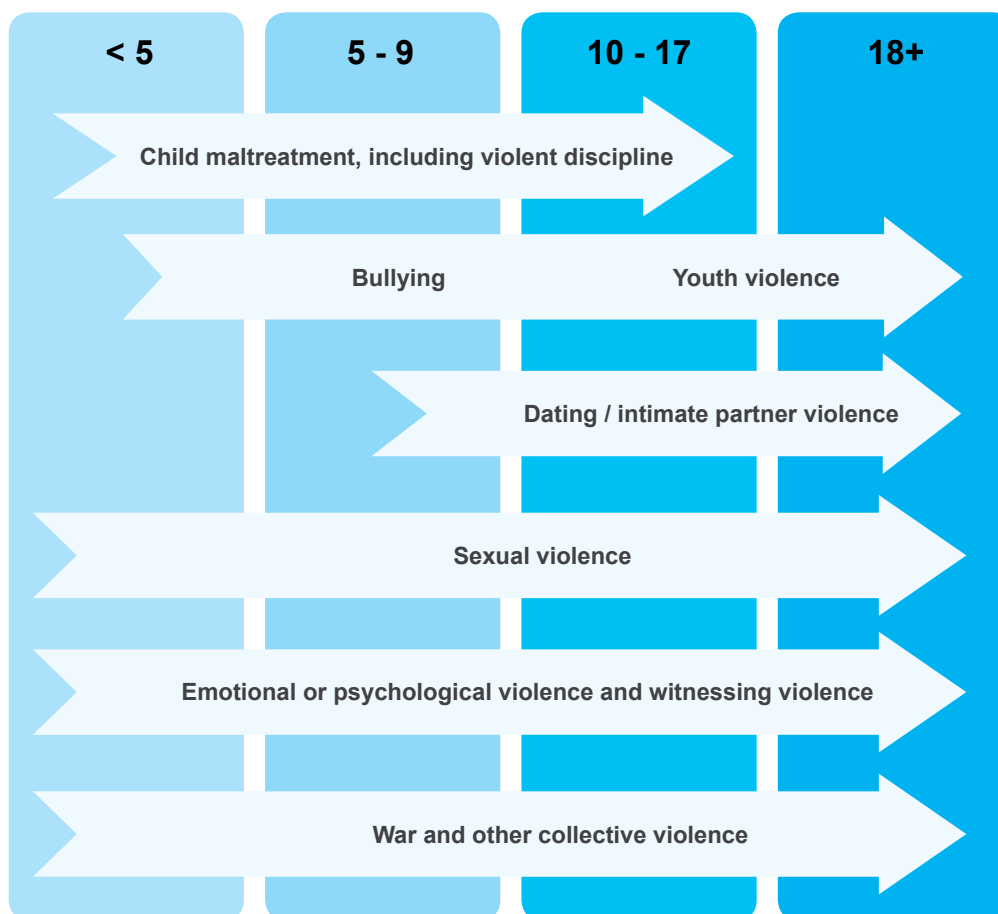 < 5
5 - 9
10 - 17
18+
Child maltreatment, including violent discipline
Bullying
Youth violence
Dating / intimate partner violence
Sexual violence
Emotional or psychological violence and witnessing violence
War and other collective violence